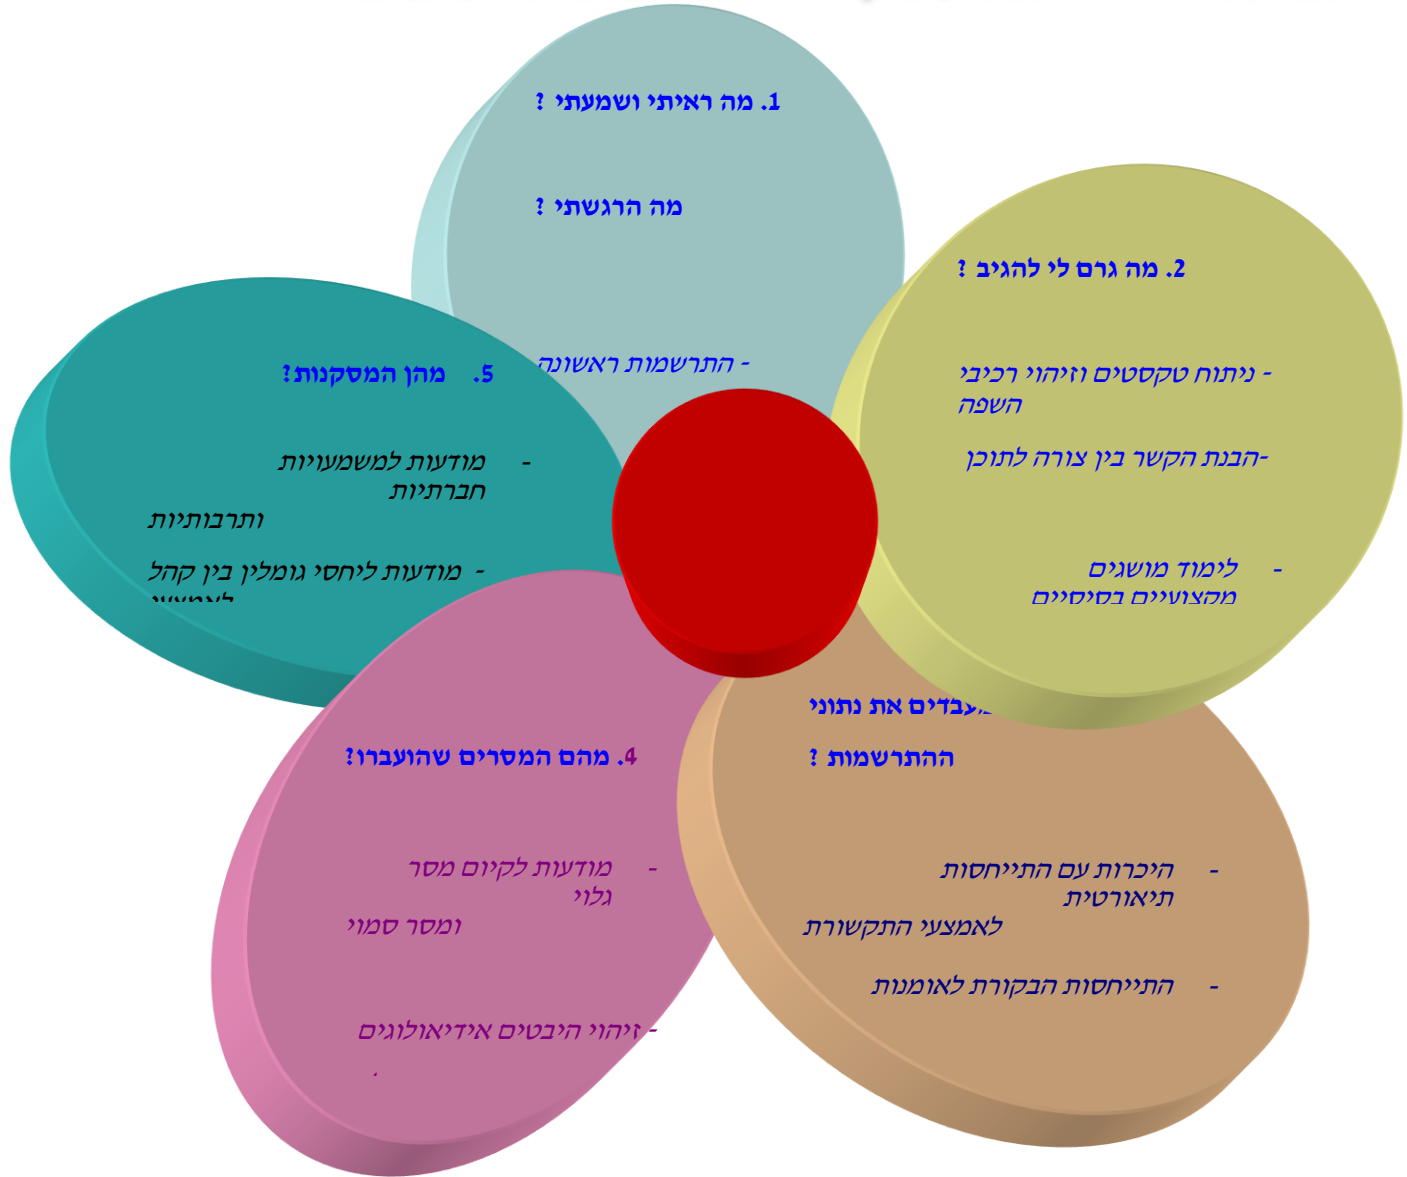 1. מה ראיתי ושמעתי ?
מה הרגשתי ?
- התרשמות ראשונה
2. מה גרם לי להגיב ?
- ניתוח טקסטים וזיהוי רכיבי
השפה
-הבנת הקשר בין צורה לתוכן
- לימוד מושגים
מקצועיים בסיסיים
את נתוני
ההתרשמות ?
- היכרות עם התייחסות
תיאורטית
לאמצעי התקשורת
- התייחסות הבקורת לאומנות
4. מהם המסרים שהועברו?
- מודעות לקיום מסר
גלוי
ומסר סמוי
- זיהוי היבטים אידיאולוגים
.
5. מהן המסקנות?
- מודעות למשמעויות
חברתיות
ותרבותיות
- מודעות ליחסי גומלין בין קהל